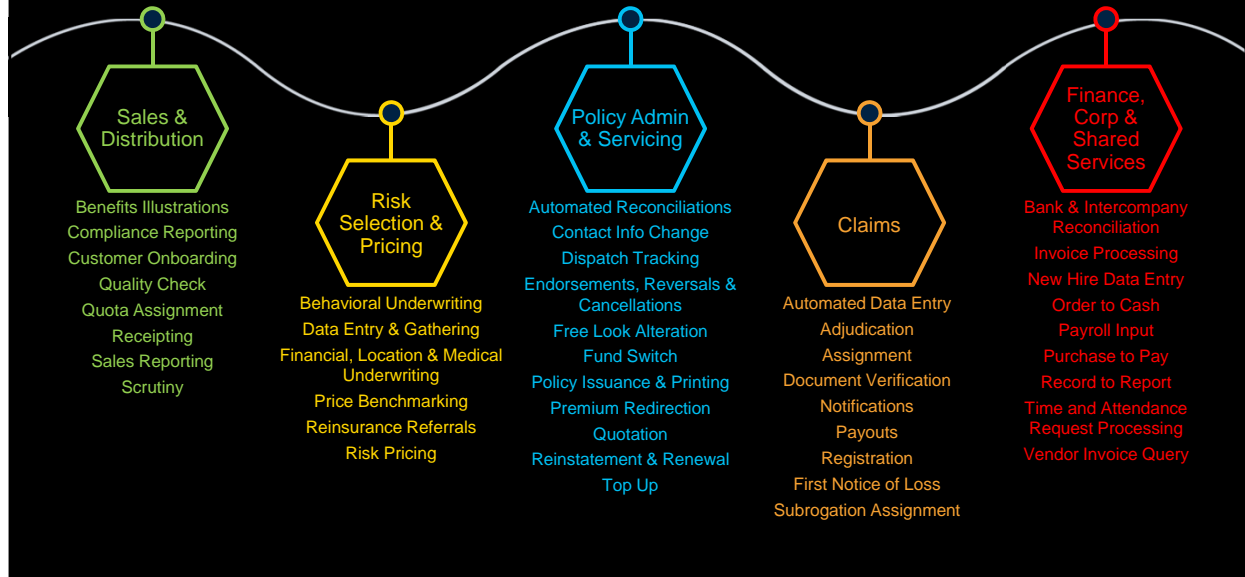 Sales &
Distribution
Benefits Illustrations
Compliance Reporting
Customer Onboarding
Quality Check
Quota Assignment
Receipting
Sales Reporting
Scrutiny
Risk
Selection &
Pricing
Behavioral Underwriting
Data Entry & Gathering
Financial, Location & Medical
Underwriting
Price Benchmarking
Reinsurance Referrals
Risk Pricing
Policy Admin
& Servicing
Automated Reconciliations
Contact Info Change
Dispatch Tracking
Endorsements, Reversals &
Cancellations
Free Look Alteration
Fund Switch
Policy Issuance & Printing
Premium Redirection
Quotation
Reinstatement & Renewal
Top Up
Claims
Automated Data Entry
Adjudication
Assignment
Document Verification
Notifications
Payouts
Registration
First Notice of Loss
Subrogation Assignment
Finance,
Corp &
Shared
Services
Bank & Intercompany
Reconciliation
Invoice Processing
New Hire Data Entry
Order to Cash
Payroll Input
Purchase to Pay
Record to Report
Time and Attendance
Request Processing
Vendor Invoice Query